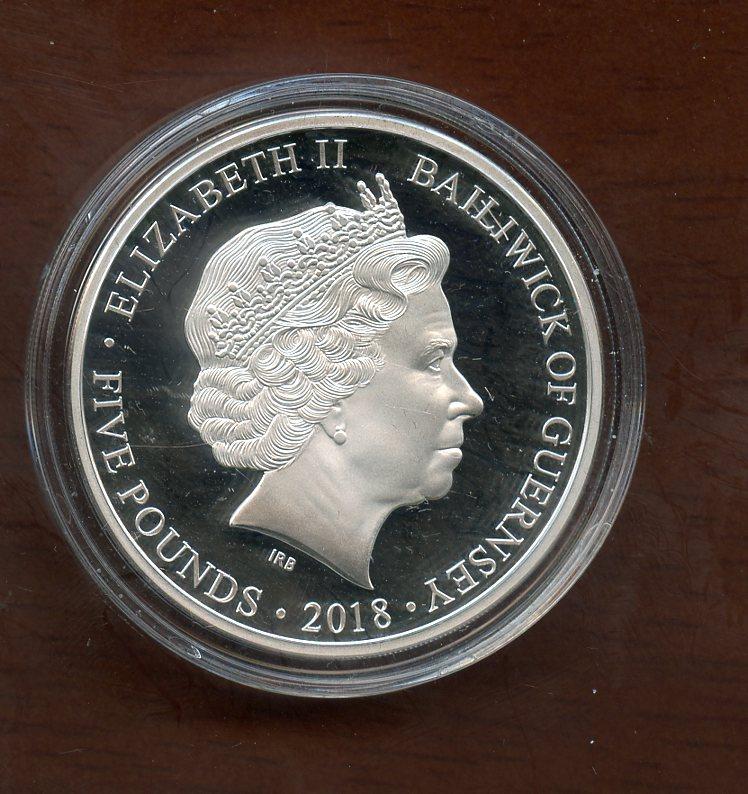 ELIZABETH II
BAILIWICK OF GUERNSEY
FIVE POUNDS
2018
IRB